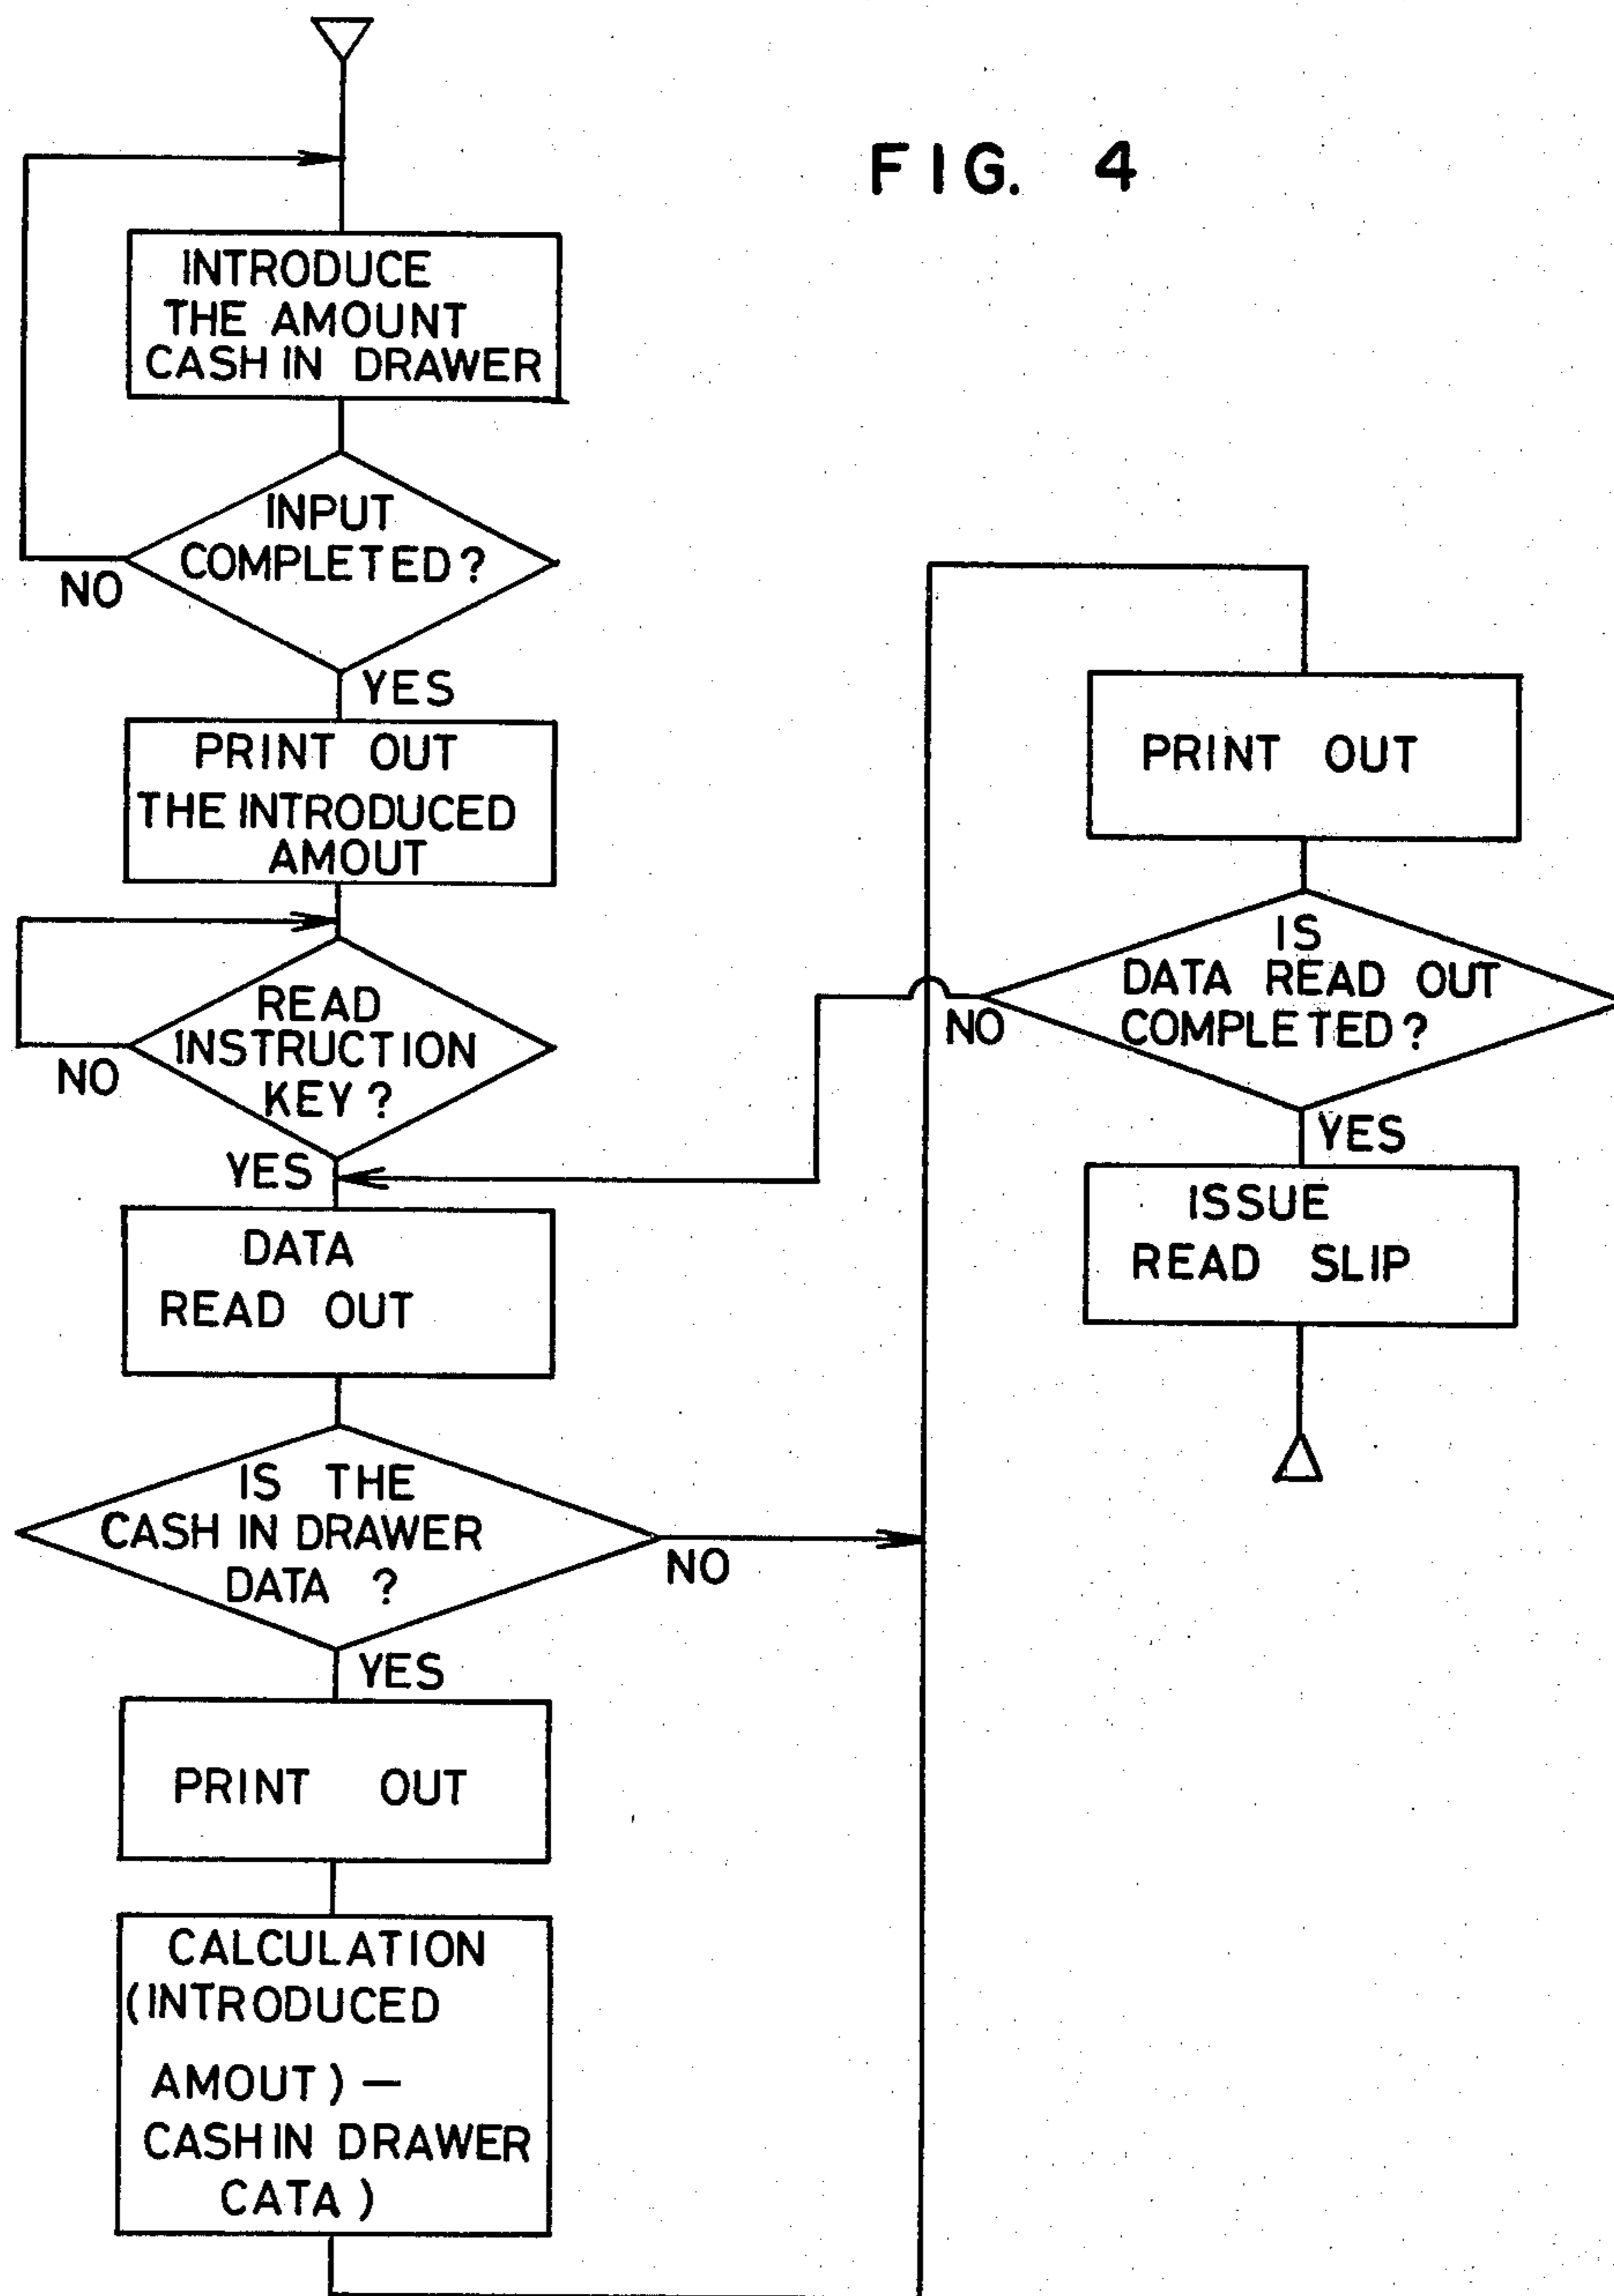 FIG. 4
INTRODUCE
THE AMOUNT
CASH IN DRAWER
INPUT
COMPLETED?
NO
YES
PRINT OUT
THE INTRODUCED
AMOUT
READ
INSTRUCTION
KEY?
NO
YES
DATA
READ OUT
IS THE
CASH IN DRAWER
DATA ?
NO
YES
PRINT OUT
CALCULATION
(INTRODUCED
AMOUT) —
CASH IN DRAWER
CATA )
PRINT OUT
IS
DATA READ OUT
COMPLETED?
NO
YES
ISSUE
READ SLIP